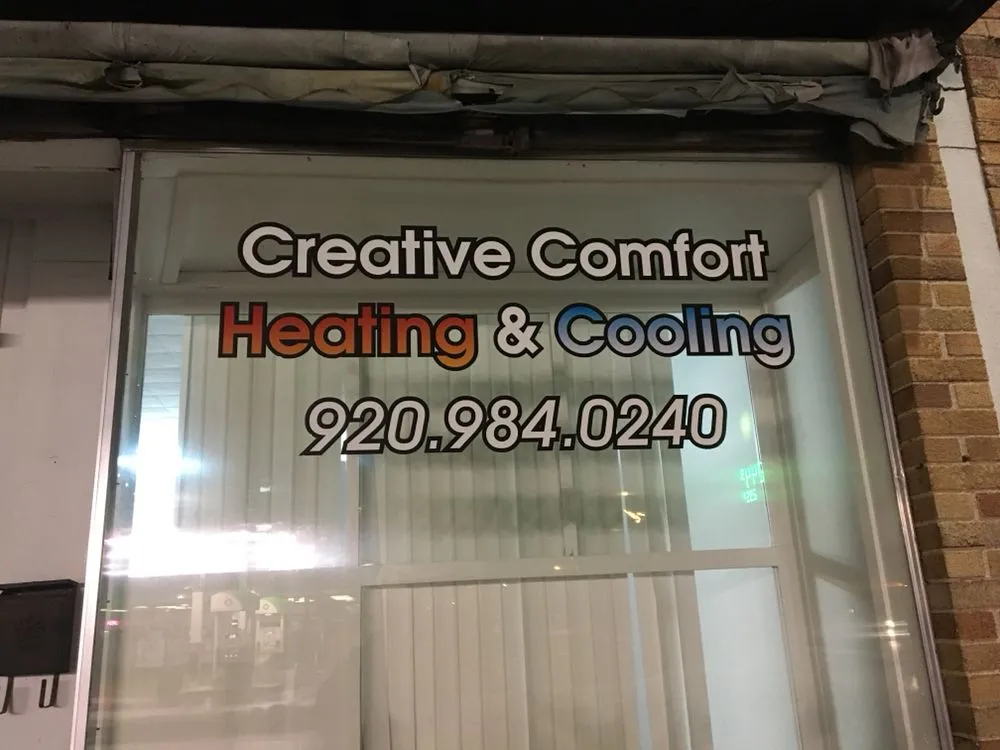 Creative Comfort
Heating & Cooling
920.984.0240